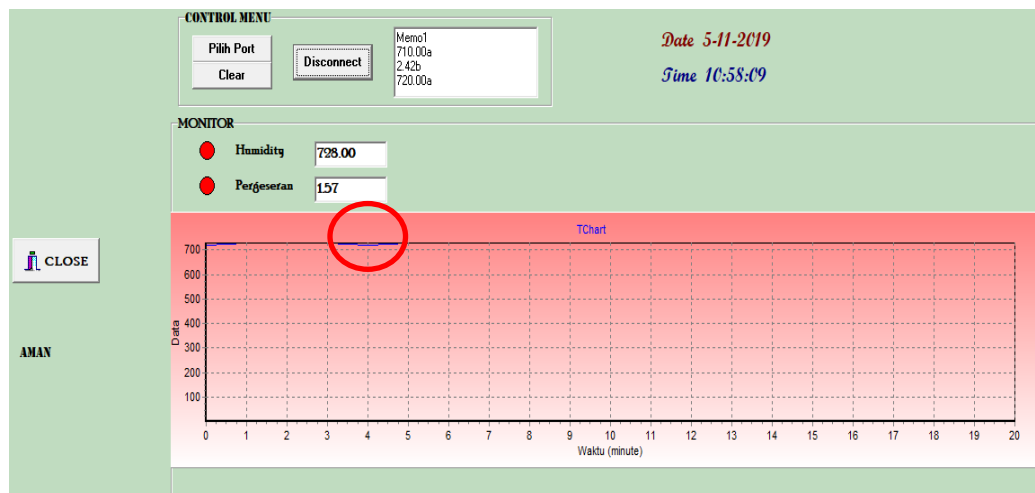 CONTROL MENU
Pilih Port
Clear
Disconnect
Memo1
710.00a
2.42b
720.00a
Date 5-11-2019
Time 10:58:09
MONITOR
Humidity 728.00
Pergeseran 1.57
CLOSE
AMAN
TChart
700
600
500
400
300
200
100
Data
0 1 2 3 4 5 6 7 8 9 10 11 12 13 14 15 16 17 18 19 20
Waktu (minute)